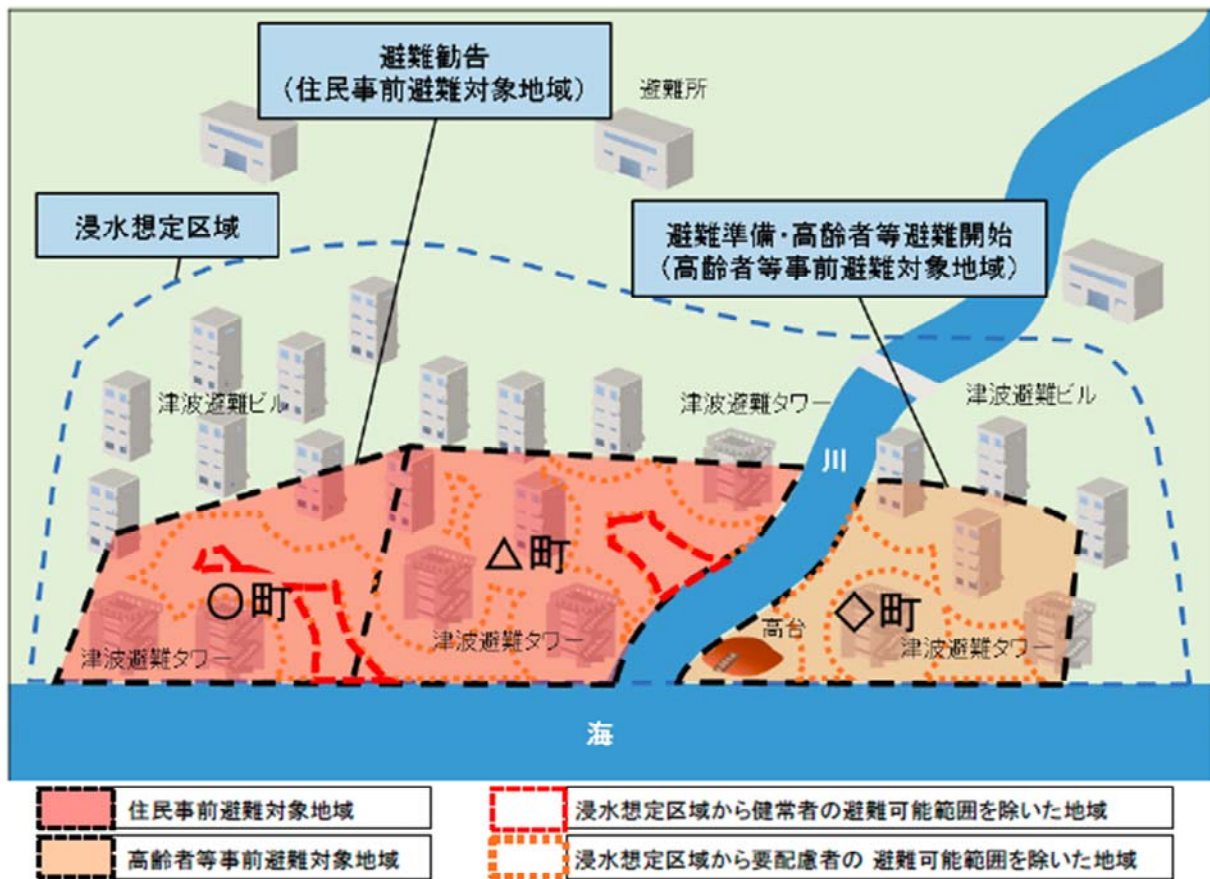 避難勧告
（住民事前避難対象地域）
避難所
浸水想定区域
避難準備・高齢者等避難開始
（高齢者等事前避難対象地域）
津波避難ビル
津波避難タワー
津波避難ビル
川
△町
〇町
◇町
高台
津波避難タワー
津波避難タワー
津波避難タワー
海
住民事前避難対象地域
浸水想定区域から健常者の避難可能範囲を除いた地域
高齢者等事前避難対象地域
浸水想定区域から要配慮者の 避難可能範囲を除いた地域